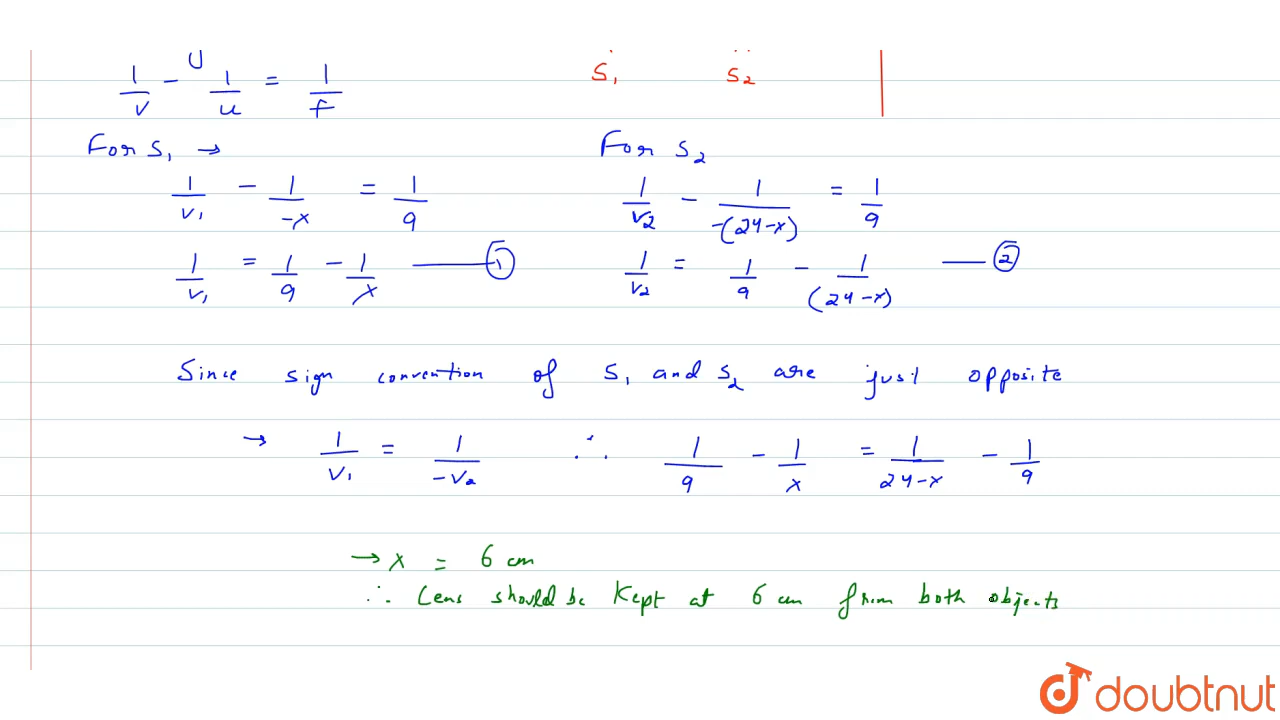 1/v - 1/u = 1/f
S₁ S₂
For S₁ →
For S₂
1/v₁ - 1/-x = 1/9
1/v₂ - 1/-(24-x) = 1/9
1/v₁ = 1/9 - 1/x —— ①
1/v₂ = 1/9 - 1/(24-x) —— ②
Since sign convention of S₁ and S₂ are just opposite
→ 1/v₁ = 1/-v₂ ∴ 1/9 - 1/x = 1/24-x - 1/9
→ x = 6 cm
∴ Lens should be Kept at 6 cm from both objects
doubtnut